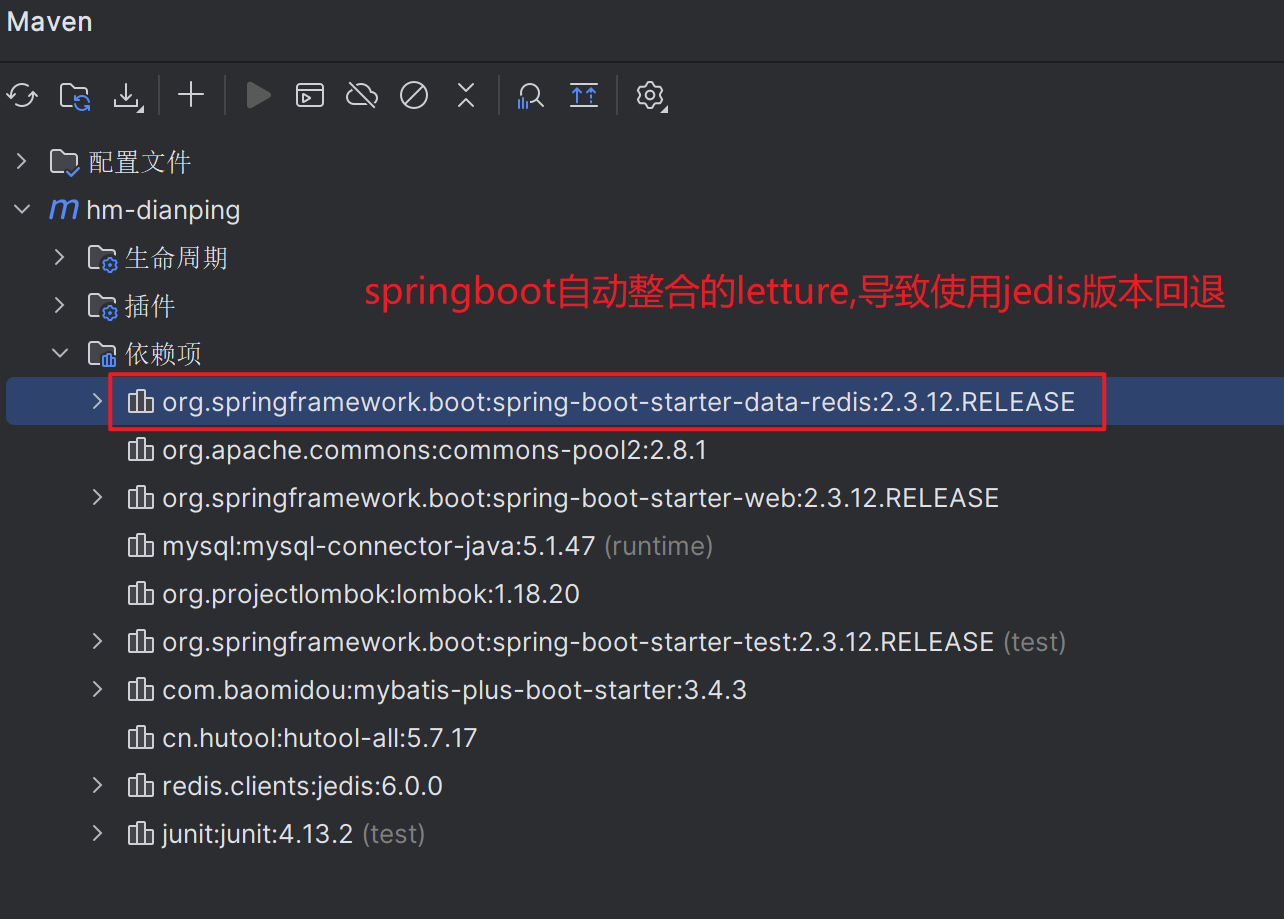 Maven
配置文件
m hm-dianping
生命周期
插件
springboot自动整合的letture,导致使用jedis版本回退
依赖项
org.springframework.boot:spring-boot-starter-data-redis:2.3.12.RELEASE
org.apache.commons:commons-pool2:2.8.1
org.springframework.boot:spring-boot-starter-web:2.3.12.RELEASE
mysql:mysql-connector-java:5.1.47 (runtime)
org.projectlombok:lombok:1.18.20
org.springframework.boot:spring-boot-starter-test:2.3.12.RELEASE (test)
com.baomidou:mybatis-plus-boot-starter:3.4.3
cn.hutool:hutool-all:5.7.17
redis.clients:jedis:6.0.0
junit:junit:4.13.2 (test)